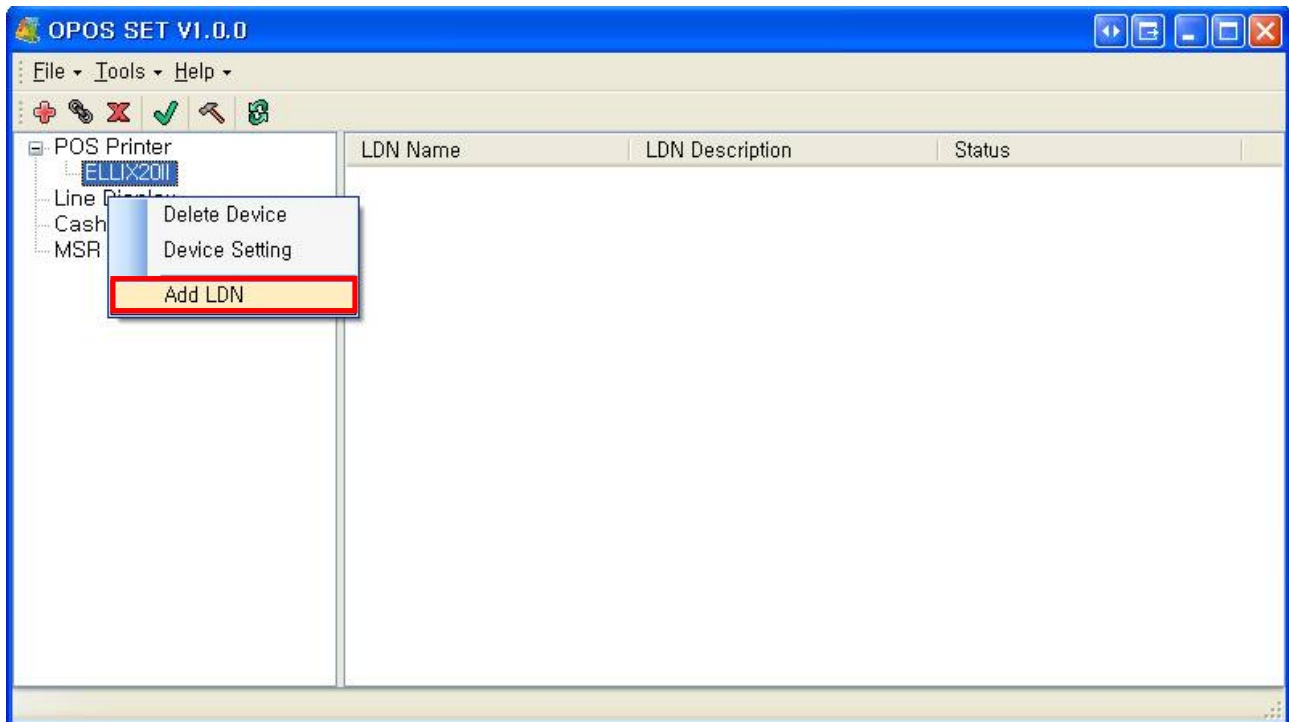 OPOS SET V1.0.0
File Tools Help
POS Printer
ELLIX20II
Line Display
Cash
MSR
LDN Name LDN Description Status
Delete Device
Device Setting
Add LDN